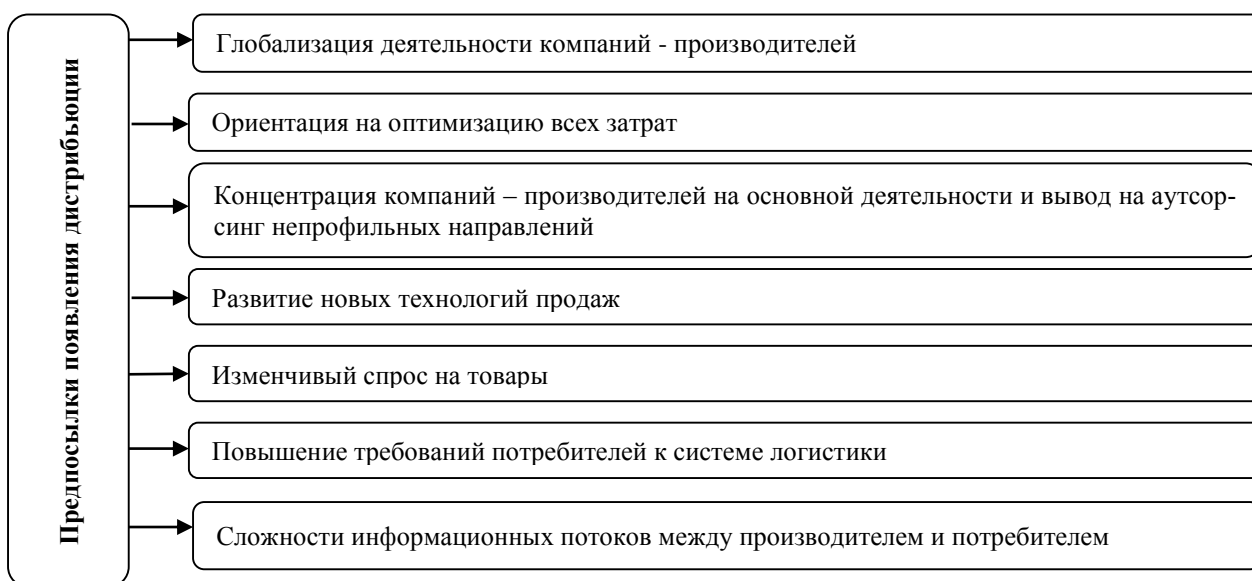 Предпосылки появления дистрибьюции
Глобализация деятельности компаний - производителей
Ориентация на оптимизацию всех затрат
Концентрация компаний – производителей на основной деятельности и вывод на аутсор-
синг непрофильных направлений
Развитие новых технологий продаж
Изменчивый спрос на товары
Повышение требований потребителей к системе логистики
Сложности информационных потоков между производителем и потребителем